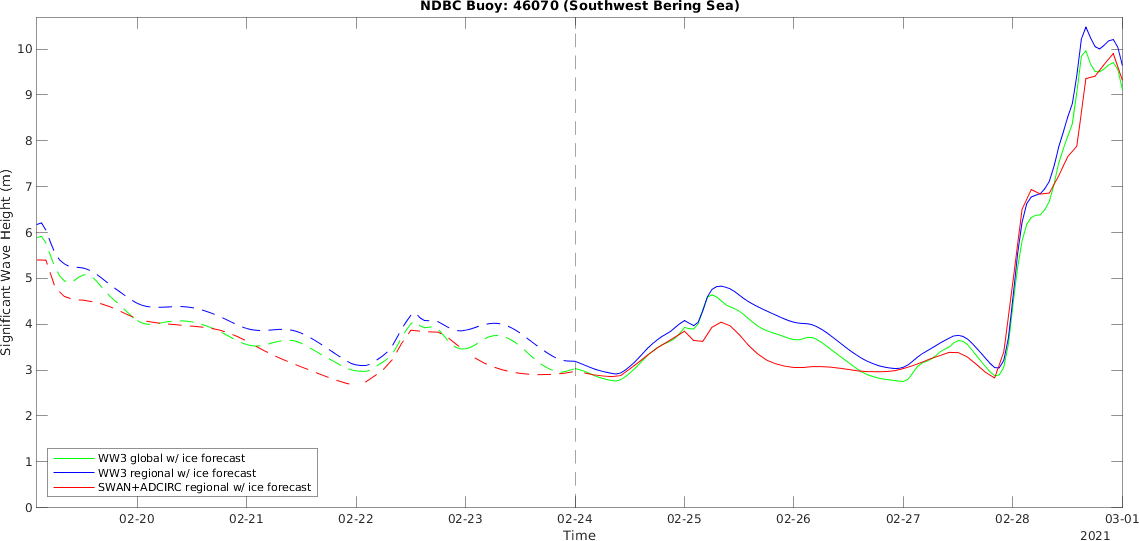 NDBC Buoy: 46070 (Southwest Bering Sea)
10
9
8
7
6
5
4
3
2
1
0
Significant Wave Height (m)
WW3 global w/ ice forecast
WW3 regional w/ ice forecast
SWAN+ADCIRC regional w/ ice forecast
02-20 02-21 02-22 02-23 02-24 02-25 02-26 02-27 02-28 03-01
Time
2021